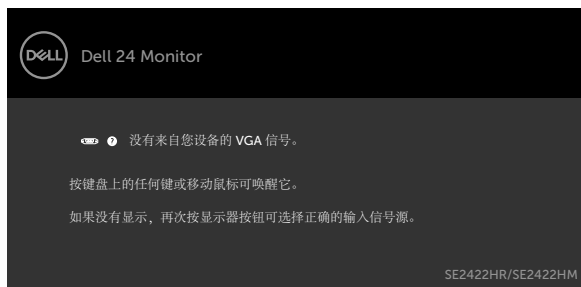 DELL
Dell 24 Monitor
没有来自您设备的 VGA 信号。
按键盘上的任何键或移动鼠标可唤醒它。
如果没有显示，再次按显示器按钮可选择正确的输入信号源。
SE2422HR/SE2422HM